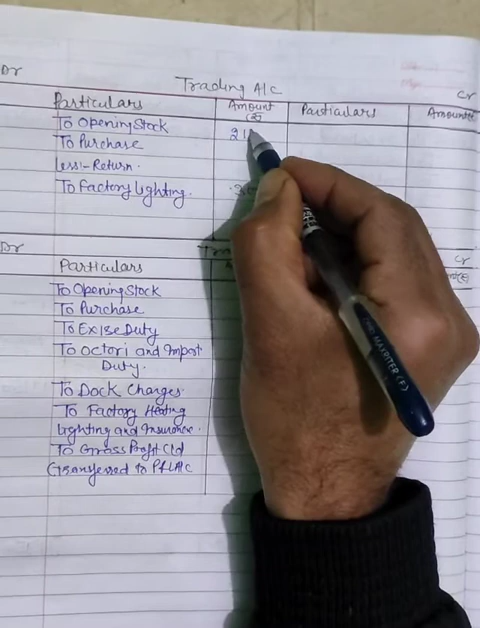 Dr Trading A/c Cr
Particulars Amount (₹) Particulars Amount
To Opening Stock 21
To Purchase
Less:- Return.
To Factory Lighting.
Dr Cr
Particulars
To Opening Stock
To Purchase
To Exise Duty
To Octori and Import
Duty.
To Dock Charges.
To Factory Heating
Lighting and Insurance.
To Gross Profit C/d
(Transferred to P&L A/c